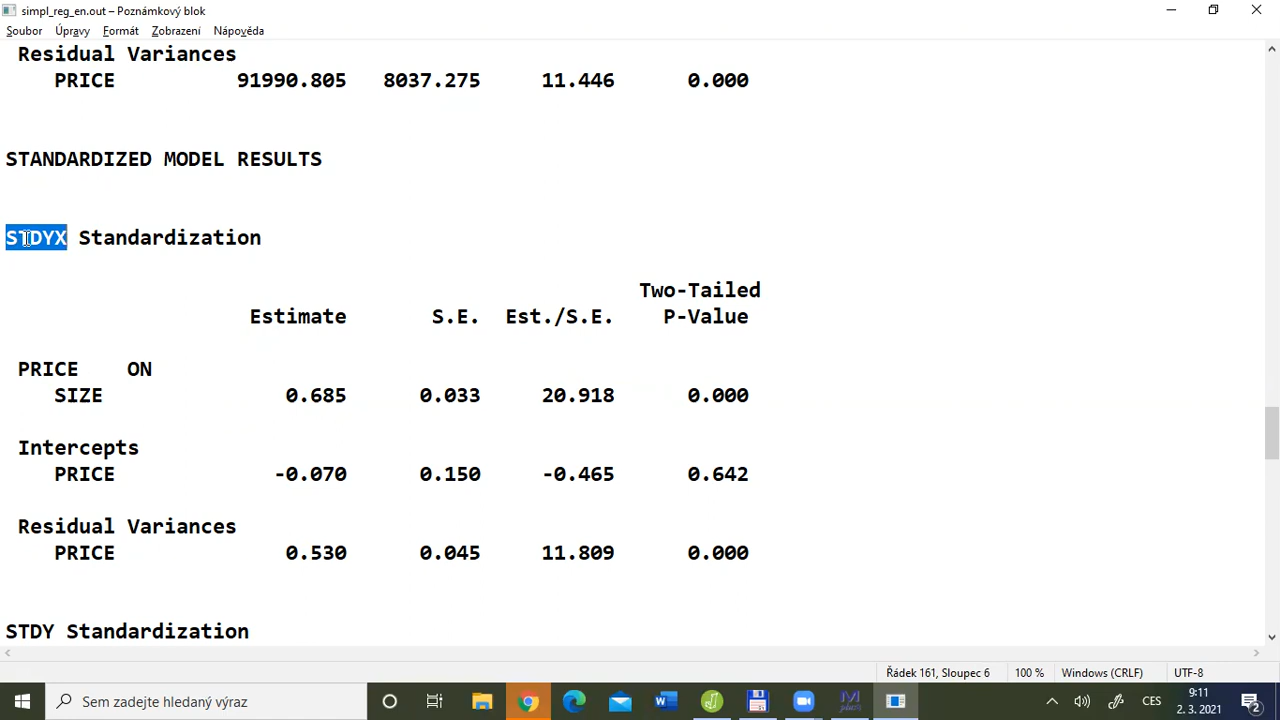 simpl_reg_en.out – Poznámkový blok
Soubor Úpravy Formát Zobrazení Nápověda
Residual Variances
PRICE 91990.805 8037.275 11.446 0.000
STANDARDIZED MODEL RESULTS
STDYX Standardization
Two-Tailed
Estimate S.E. Est./S.E. P-Value
PRICE ON
SIZE 0.685 0.033 20.918 0.000
Intercepts
PRICE -0.070 0.150 -0.465 0.642
Residual Variances
PRICE 0.530 0.045 11.809 0.000
STDY Standardization
Řádek 161, Sloupec 6 100 % Windows (CRLF) UTF-8
Sem zadejte hledaný výraz
CES
9:11
2. 3. 2021
2